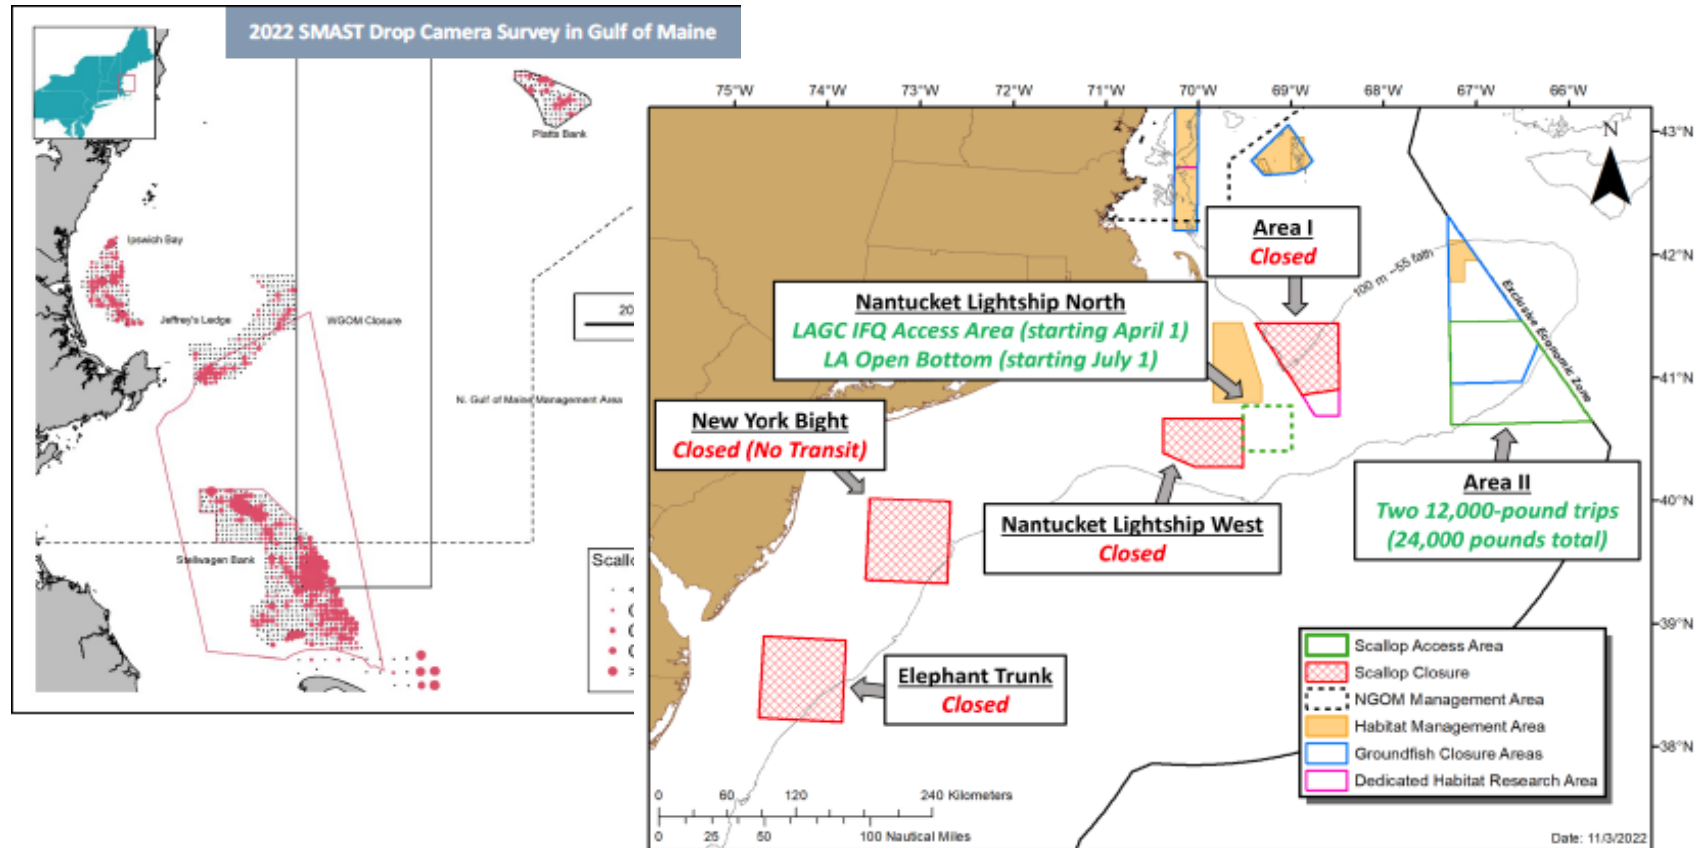 2022 SMAST Drop Camera Survey in Gulf of Maine
Platts Bank
Ipswich Bay
Jeffrey's Ledge
WGOM Closure
N. Gulf of Maine Management Area
Stellwagen Bank
20
75°W 74°W 73°W 72°W 71°W 70°W 69°W 68°W 67°W 66°W
43°N
42°N
41°N
40°N
39°N
38°N
N
Area I
Closed
100 m ~55 fath
Exclusive Economic Zone
Nantucket Lightship North
LAGC IFQ Access Area (starting April 1)
LA Open Bottom (starting July 1)
New York Bight
Closed (No Transit)
Nantucket Lightship West
Closed
Area II
Two 12,000-pound trips
(24,000 pounds total)
Elephant Trunk
Closed
Scallop Access Area
Scallop Closure
NGOM Management Area
Habitat Management Area
Groundfish Closure Areas
Dedicated Habitat Research Area
0 60 120 240 Kilometers
0 25 50 100 Nautical Miles
Date: 11/3/2022